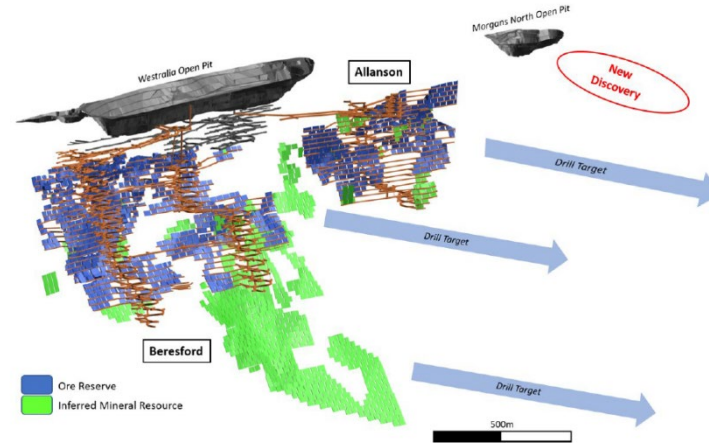 Morgans North Open Pit
Westralia Open Pit
Allanson
New
Discovery
Drill Target
Drill Target
Beresford
Drill Target
Ore Reserve
Inferred Mineral Resource
500m